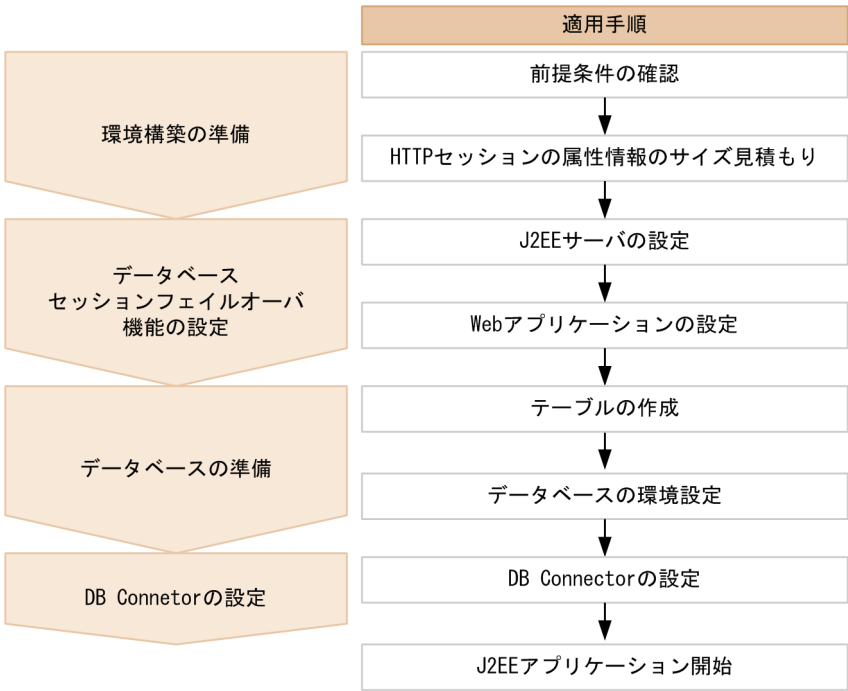 適用手順
環境構築の準備
前提条件の確認
HTTPセッションの属性情報のサイズ見積もり
データベース
セッションフェイルオーバ
機能の設定
J2EEサーバの設定
Webアプリケーションの設定
データベースの準備
テーブルの作成
データベースの環境設定
DB Connetorの設定
DB Connectorの設定
J2EEアプリケーション開始